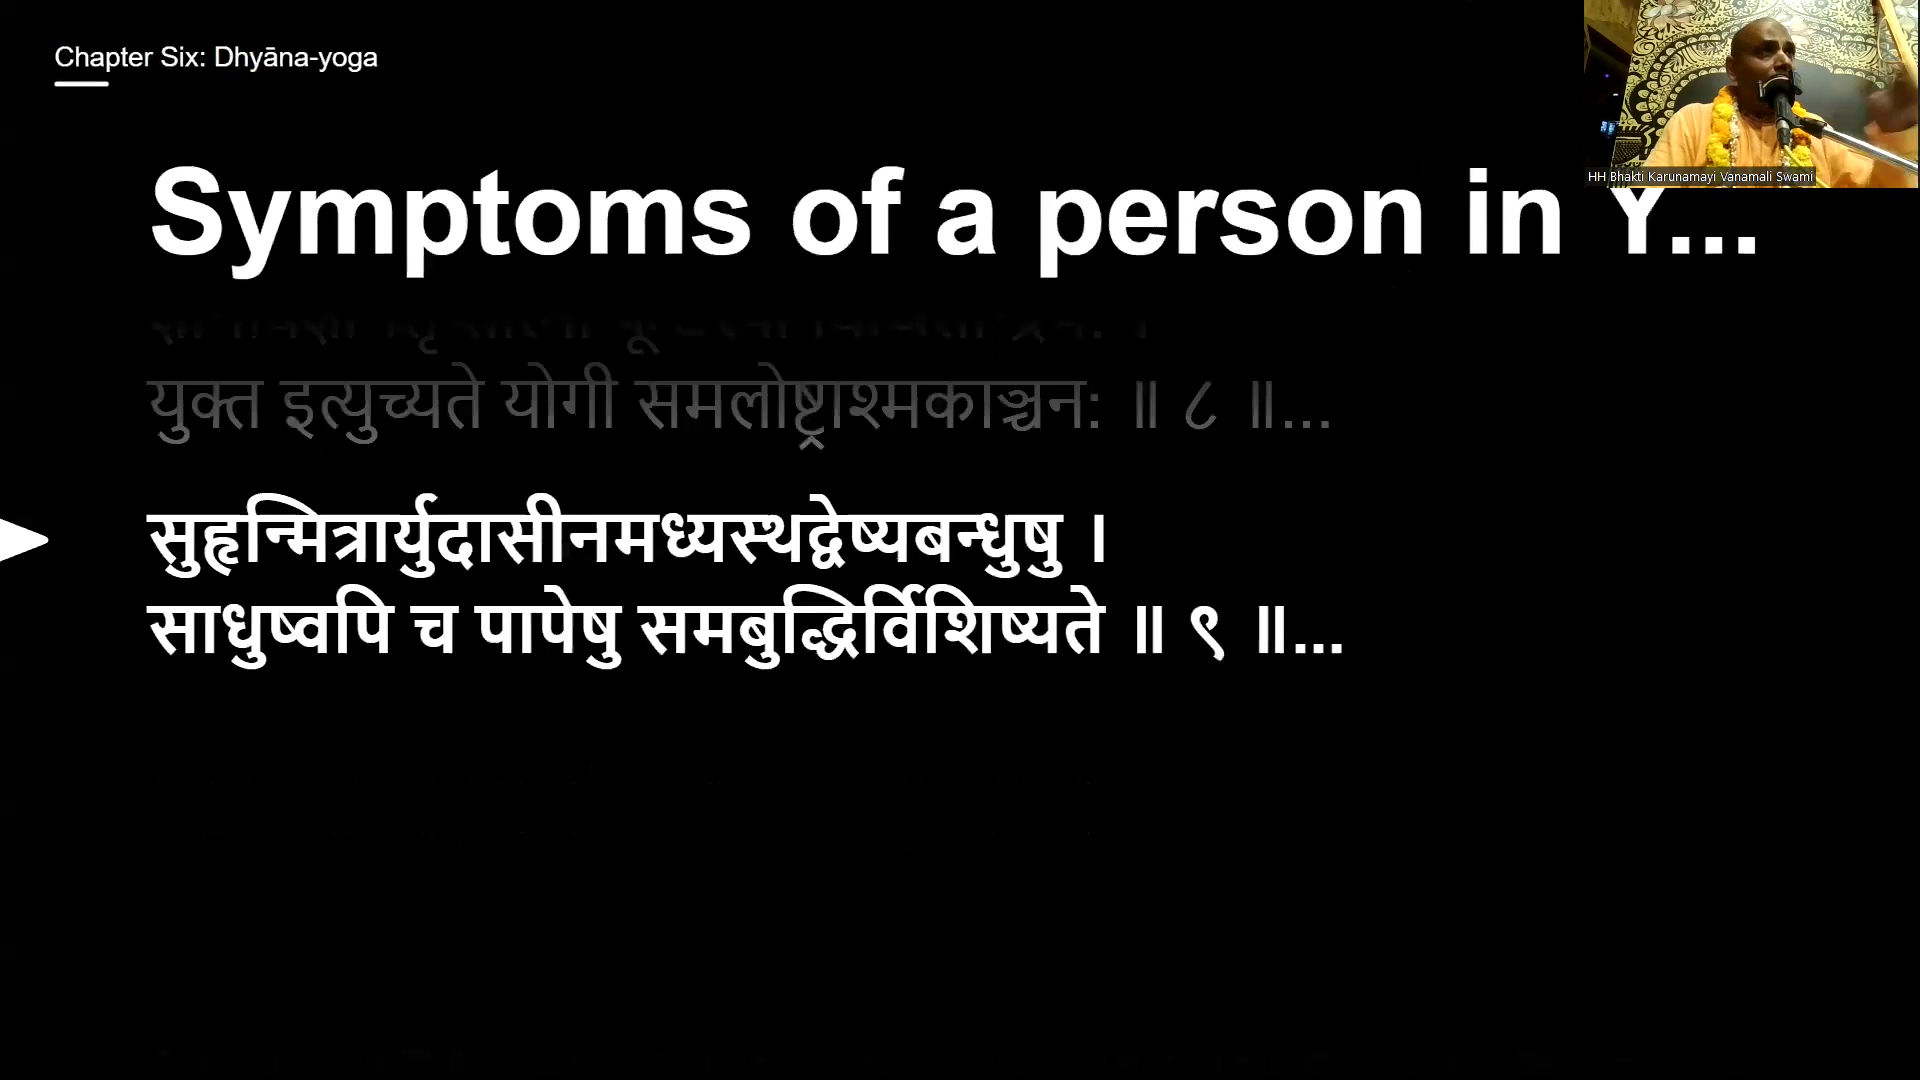 Chapter Six: Dhyāna-yoga
HH Bhakti Karunamayi Vanamali Swami
Symptoms of a person in Y...
युक्त इत्युच्यते योगी समलोष्ट्राश्मकाञ्चन: ॥ ८ ॥...
सुहृन्मित्रार्युदासीनमध्यस्थद्वेष्यबन्धुषु ।
साधुष्वपि च पापेषु समबुद्धिर्विशिष्यते ॥ ९ ॥...